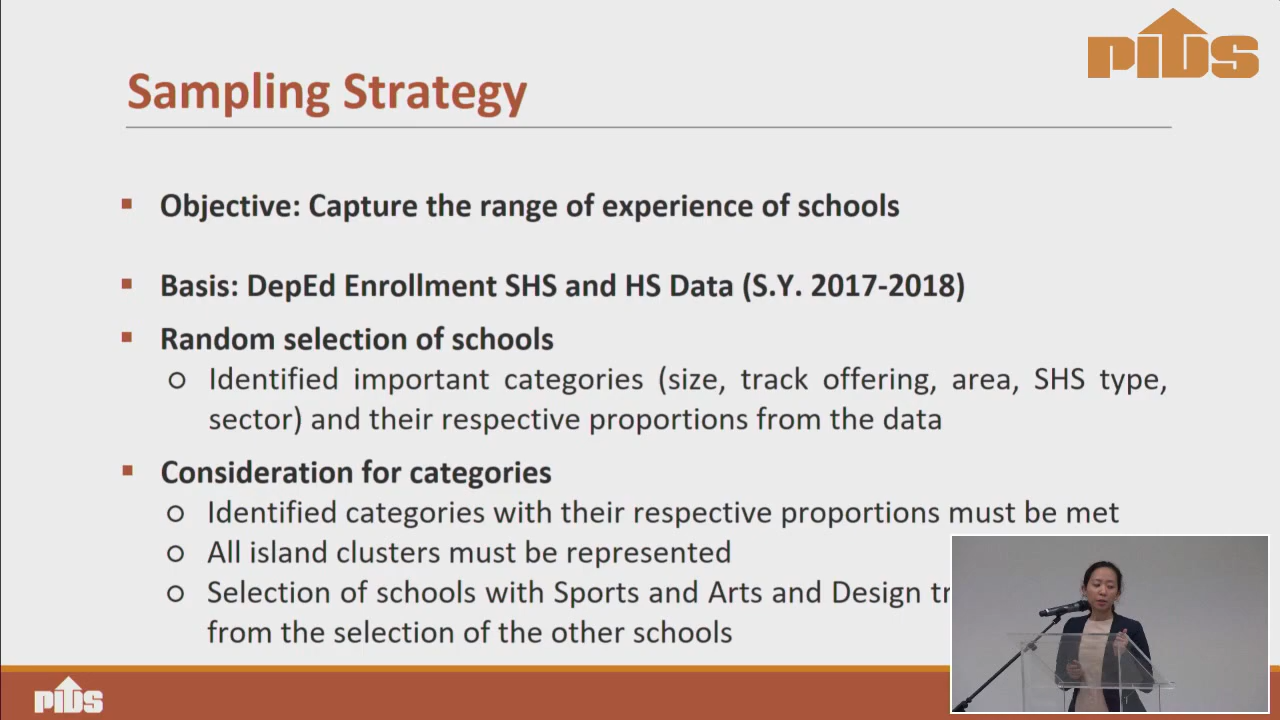 PIDS
Sampling Strategy
▪ Objective: Capture the range of experience of schools
▪ Basis: DepEd Enrollment SHS and HS Data (S.Y. 2017-2018)
▪ Random selection of schools
o Identified important categories (size, track offering, area, SHS type,
sector) and their respective proportions from the data
▪ Consideration for categories
o Identified categories with their respective proportions must be met
o All island clusters must be represented
o Selection of schools with Sports and Arts and Design
from the selection of the other schools
PIDS